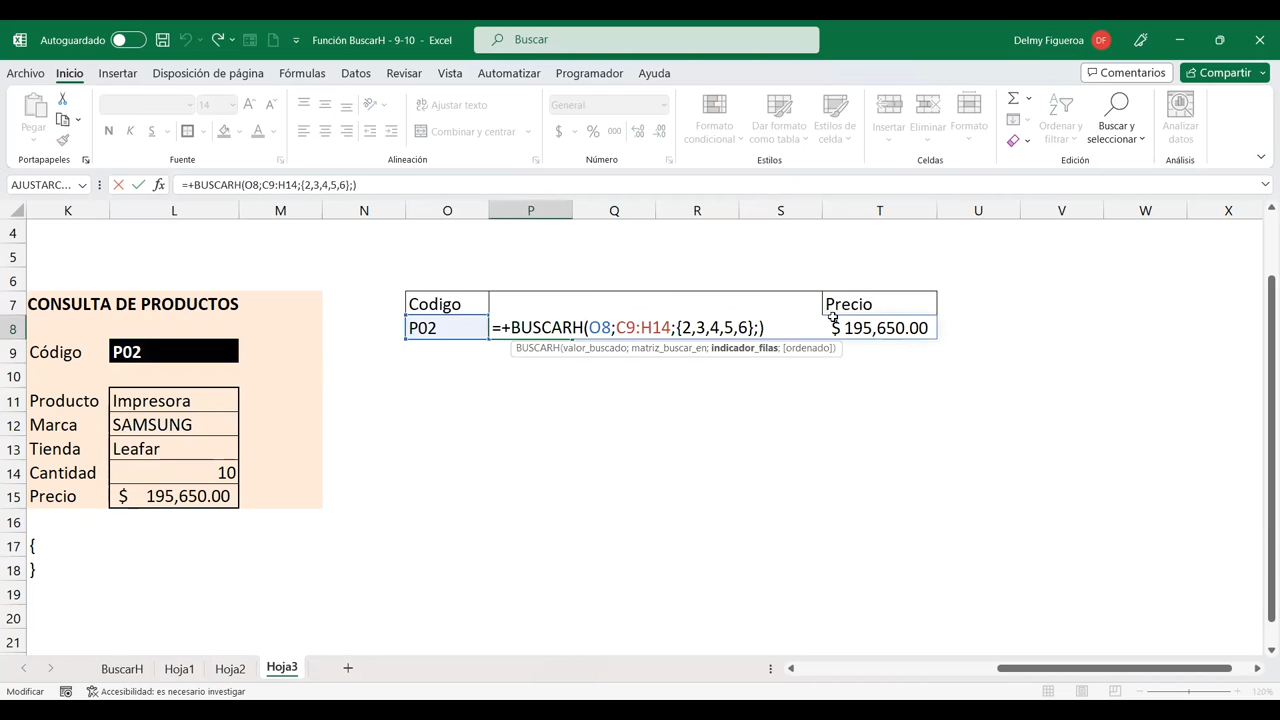 Autoguardado
Función BuscarH - 9-10 - Excel
Buscar
Delmy Figueroa
DF
Archivo
Inicio
Insertar
Disposición de página
Fórmulas
Datos
Revisar
Vista
Automatizar
Programador
Ayuda
Comentarios
Compartir
Pegar
14
N K S
Ajustar texto
Combinar y centrar
General
$ % 000
Formato
condicional
Dar formato
como tabla
Estilos de
celda
Insertar
Eliminar
Formato
Ordenar y
filtrar
Buscar y
seleccionar
Analizar
datos
Portapapeles
Fuente
Alineación
Número
Estilos
Celdas
Edición
Análisis
AJUSTARC...
fx
=+BUSCARH(O8;C9:H14;{2,3,4,5,6};)
K L M N O P Q R S T U V W X
4
5
6
7 CONSULTA DE PRODUCTOS Codigo Precio
8 P02 =+BUSCARH(O8;C9:H14;{2,3,4,5,6};) $ 195,650.00
BUSCARH(valor_buscado; matriz_buscar_en; indicador_filas; [ordenado])
9 Código P02
10
11 Producto Impresora
12 Marca SAMSUNG
13 Tienda Leafar
14 Cantidad 10
15 Precio $ 195,650.00
16
17 {
18 }
19
20
21
BuscarH
Hoja1
Hoja2
Hoja3
Modificar
Accesibilidad: es necesario investigar
120%